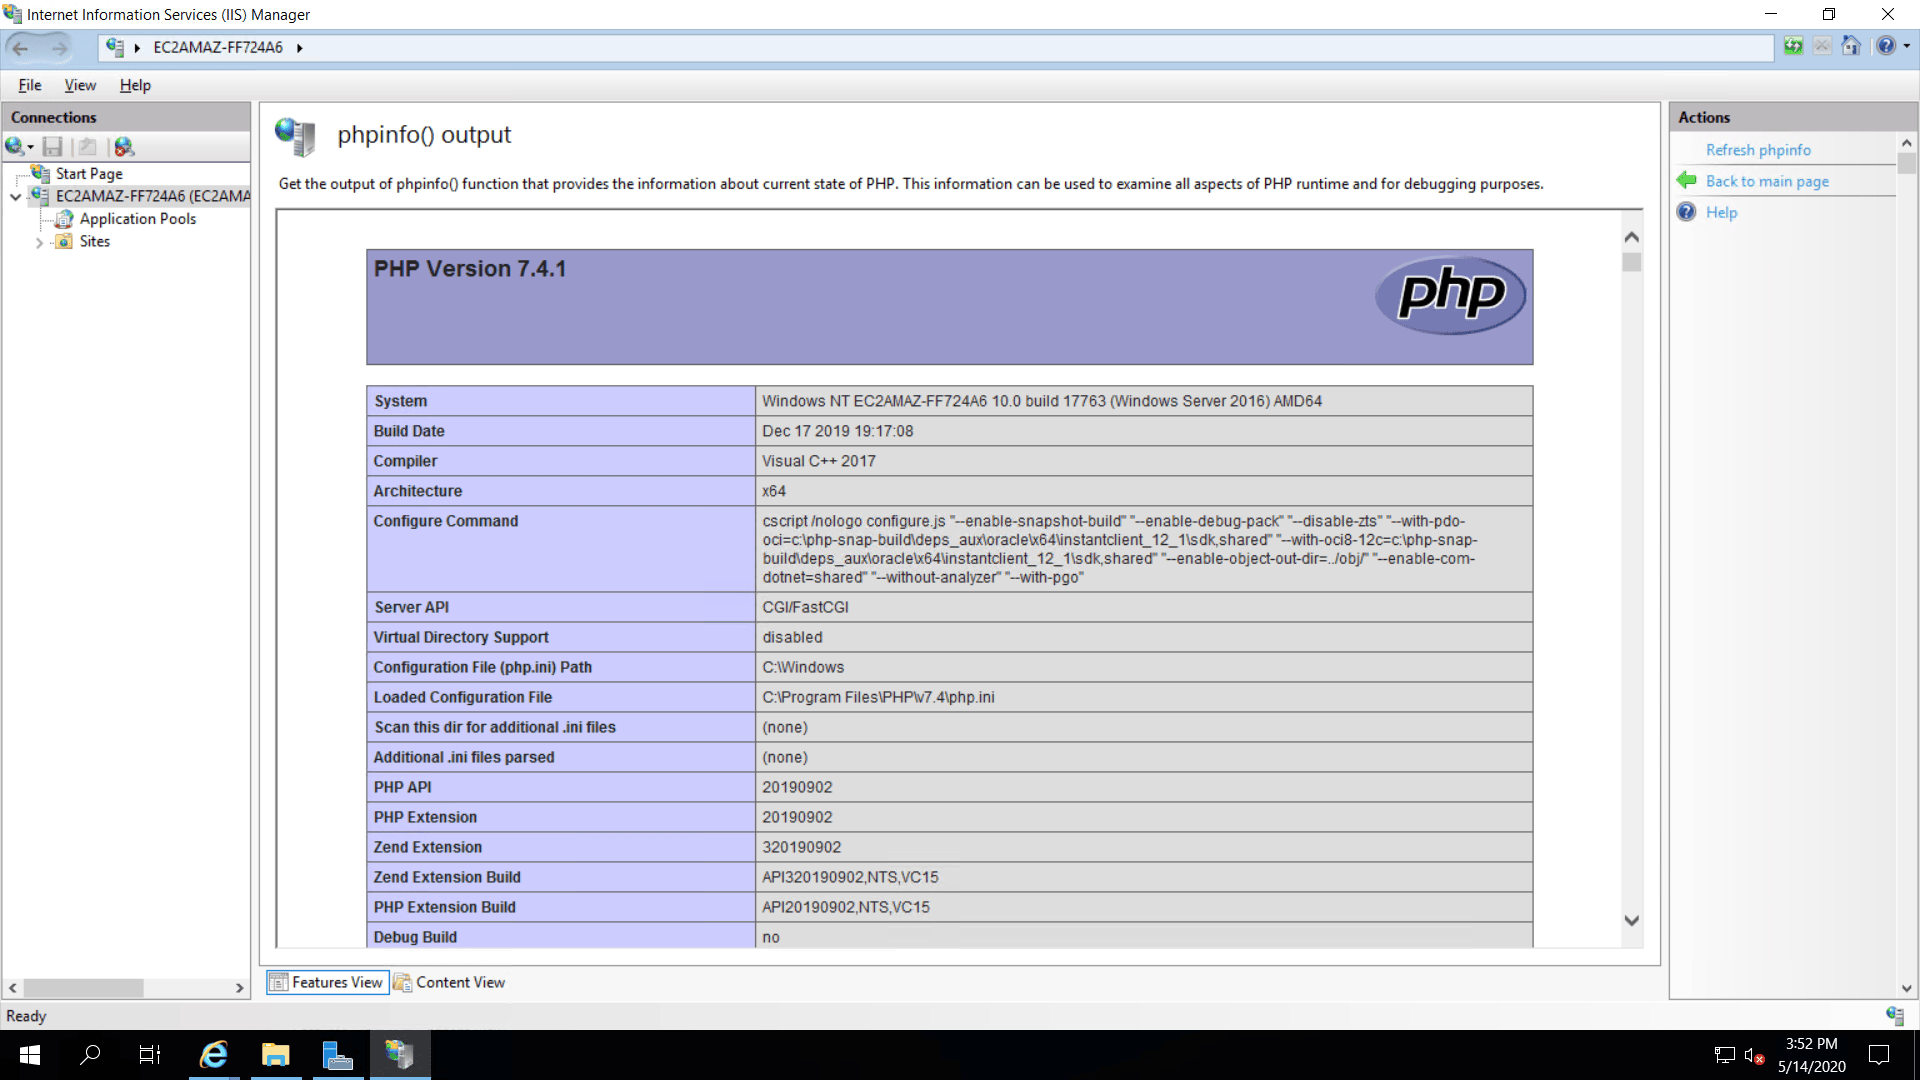 Internet Information Services (IIS) Manager
EC2AMAZ-FF724A6
File View Help
Connections
Start Page
EC2AMAZ-FF724A6 (EC2AMA
Application Pools
Sites
phpinfo() output
Get the output of phpinfo() function that provides the information about current state of PHP. This information can be used to examine all aspects of PHP runtime and for debugging purposes.
PHP Version 7.4.1
php
System Windows NT EC2AMAZ-FF724A6 10.0 build 17763 (Windows Server 2016) AMD64
Build Date Dec 17 2019 19:17:08
Compiler Visual C++ 2017
Architecture x64
Configure Command cscript /nologo configure.js "--enable-snapshot-build" "--enable-debug-pack" "--disable-zts" "--with-pdo-
oci=c:\php-snap-build\deps_aux\oracle\x64\instantclient_12_1\sdk,shared" "--with-oci8-12c=c:\php-snap-
build\deps_aux\oracle\x64\instantclient_12_1\sdk,shared" "--enable-object-out-dir=../obj/" "--enable-com-
dotnet=shared" "--without-analyzer" "--with-pgo"
Server API CGI/FastCGI
Virtual Directory Support disabled
Configuration File (php.ini) Path C:\Windows
Loaded Configuration File C:\Program Files\PHP\v7.4\php.ini
Scan this dir for additional .ini files (none)
Additional .ini files parsed (none)
PHP API 20190902
PHP Extension 20190902
Zend Extension 320190902
Zend Extension Build API320190902,NTS,VC15
PHP Extension Build API20190902,NTS,VC15
Debug Build no
Features View Content View
Actions
Refresh phpinfo
Back to main page
Help
Ready
3:52 PM
5/14/2020